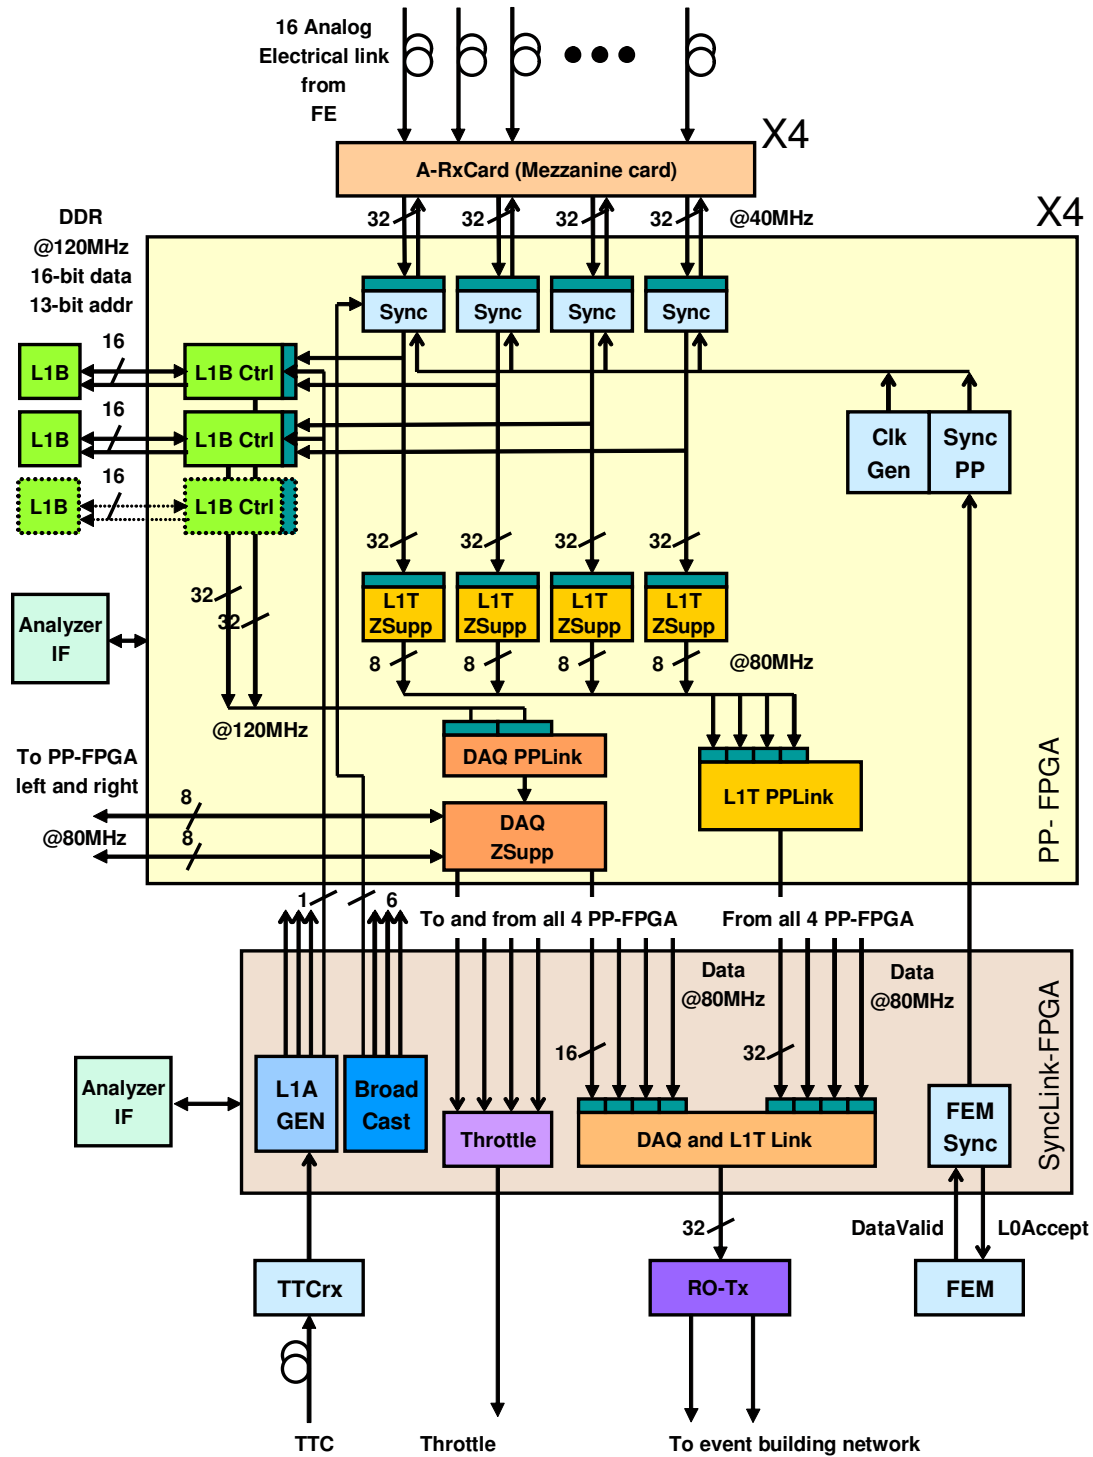 16 Analog
Electrical link
from
FE
X4
A-RxCard (Mezzanine card)
32 32 32 32 @40MHz
X4
DDR
@120MHz
16-bit data
13-bit addr
Sync Sync Sync Sync
16
L1B L1B Ctrl
16
L1B L1B Ctrl
Clk
Gen
Sync
PP
16
L1B L1B Ctrl
32 32 32 32
32
32
L1T
ZSupp
L1T
ZSupp
L1T
ZSupp
L1T
ZSupp
Analyzer
IF
8 8 8 8 @80MHz
@120MHz
DAQ PPLink
L1T PPLink
To PP-FPGA
left and right
8
@80MHz
8
DAQ
ZSupp
PP- FPGA
1 6
To and from all 4 PP-FPGA
From all 4 PP-FPGA
Data
@80MHz
Data
@80MHz
16 32
SyncLink-FPGA
Analyzer
IF
L1A
GEN
Broad
Cast
Throttle
DAQ and L1T Link
FEM
Sync
32
DataValid L0Accept
TTCrx
RO-Tx
FEM
TTC
Throttle
To event building network